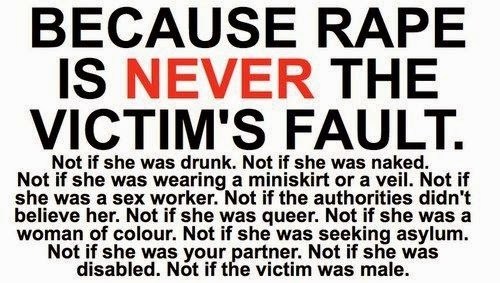 BECAUSE RAPE
IS NEVER THE
VICTIM'S FAULT.
Not if she was drunk. Not if she was naked.
Not if she was wearing a miniskirt or a veil. Not if
she was a sex worker. Not if the authorities didn't
believe her. Not if she was queer. Not if she was a
woman of colour. Not if she was seeking asylum.
Not if she was your partner. Not if she was
disabled. Not if the victim was male.